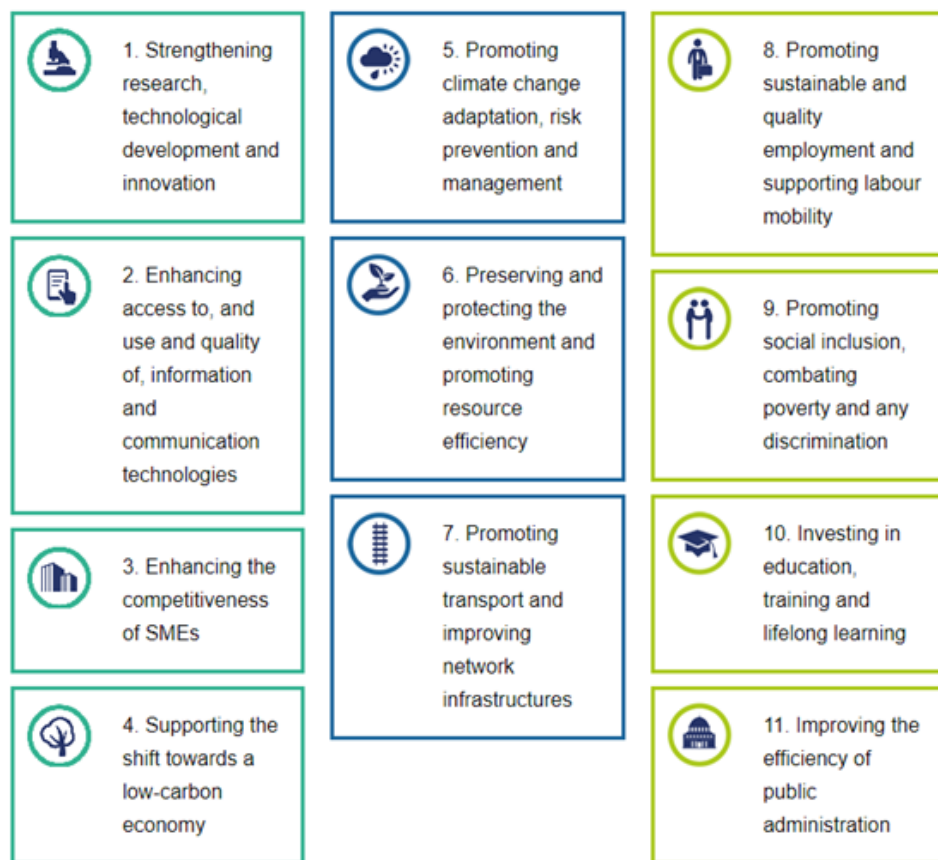 1. Strengthening
research,
technological
development and
innovation
2. Enhancing
access to, and
use and quality
of, information
and
communication
technologies
3. Enhancing the
competitiveness
of SMEs
4. Supporting the
shift towards a
low-carbon
economy
5. Promoting
climate change
adaptation, risk
prevention and
management
6. Preserving and
protecting the
environment and
promoting
resource
efficiency
7. Promoting
sustainable
transport and
improving
network
infrastructures
8. Promoting
sustainable and
quality
employment and
supporting labour
mobility
9. Promoting
social inclusion,
combating
poverty and any
discrimination
10. Investing in
education,
training and
lifelong learning
11. Improving the
efficiency of
public
administration